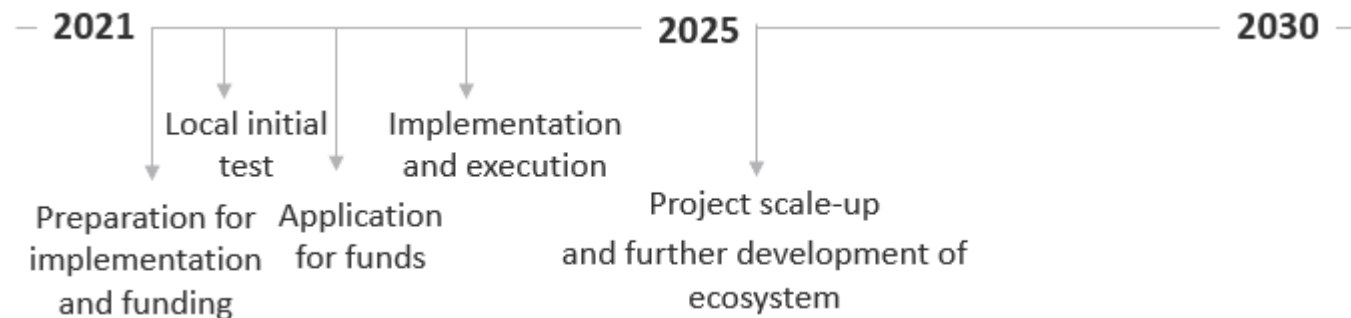 2021
2025
2030
Local initial
test
Implementation
and execution
Preparation for
implementation
and funding
Application
for funds
Project scale-up
and further development of
ecosystem